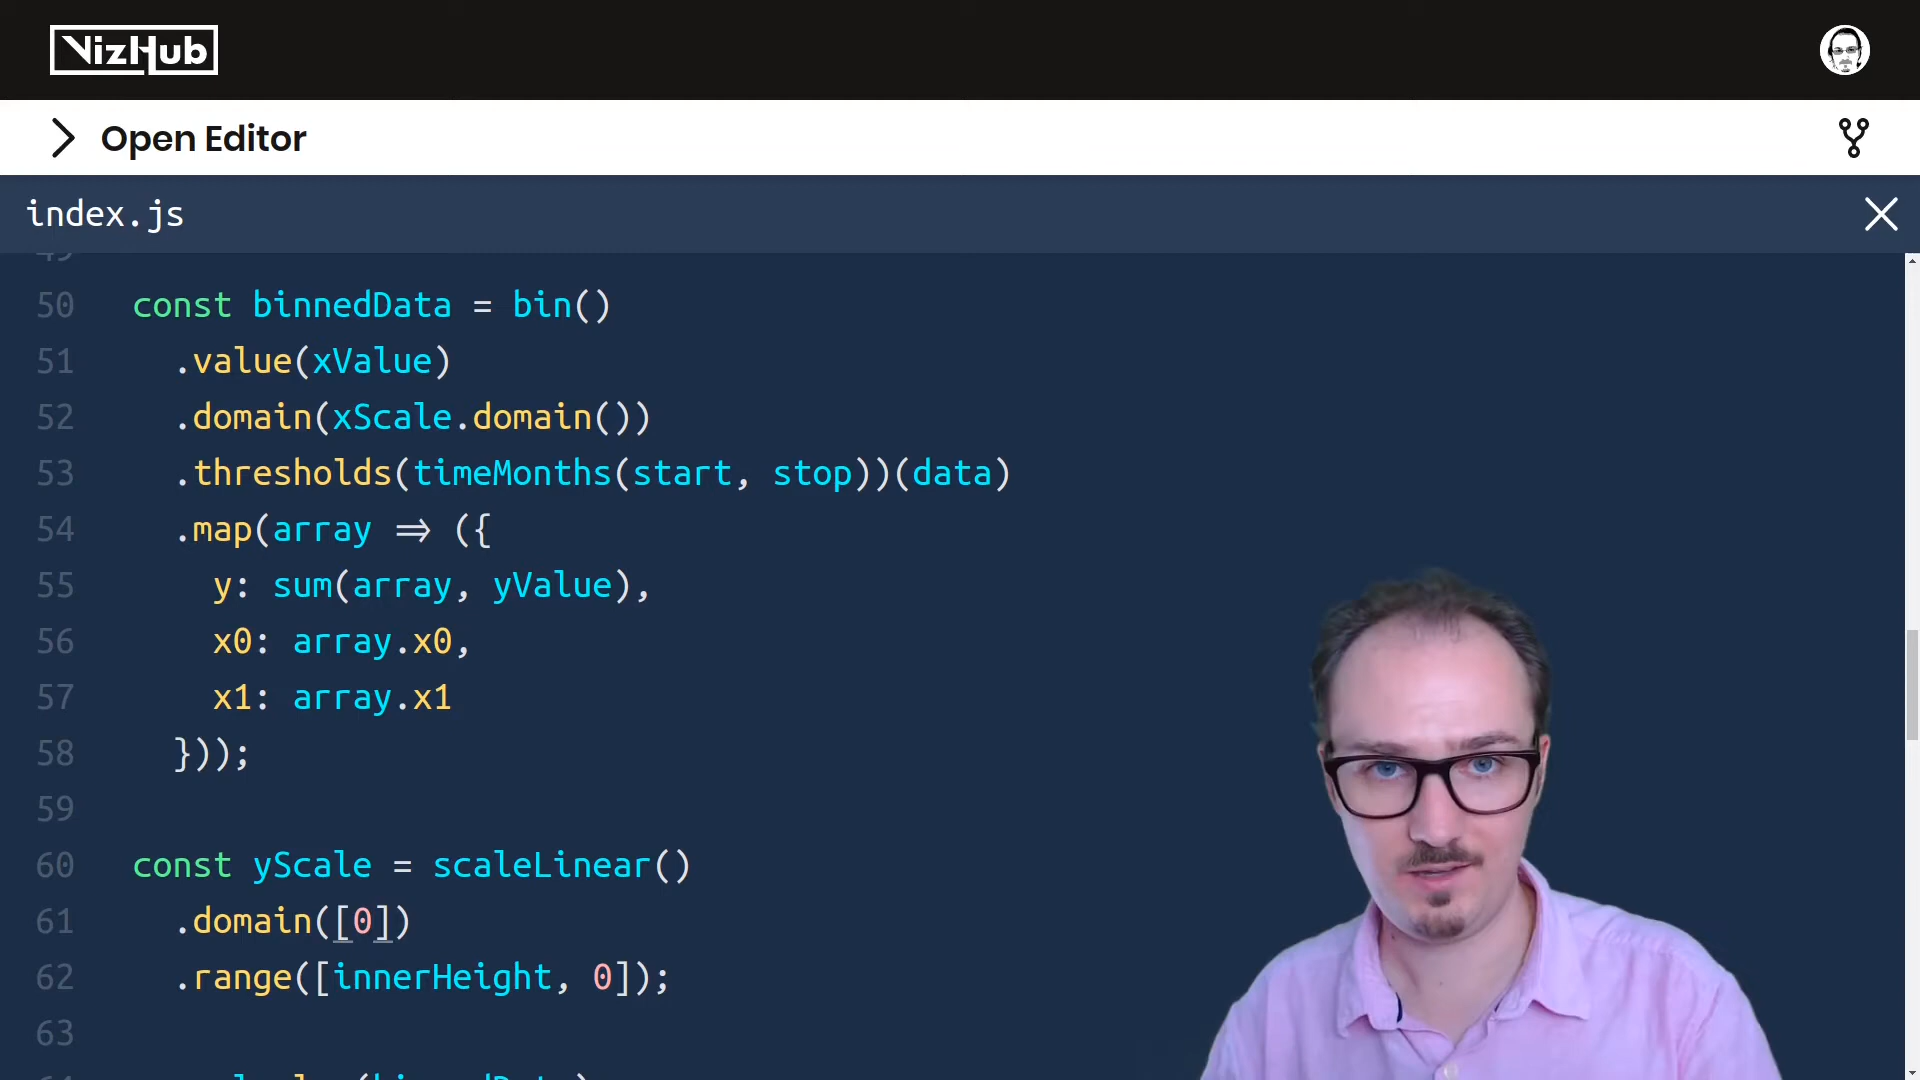 VizHub
Open Editor
index.js
49
50 const binnedData = bin()
51 .value(xValue)
52 .domain(xScale.domain())
53 .thresholds(timeMonths(start, stop))(data)
54 .map(array => ({
55 y: sum(array, yValue),
56 x0: array.x0,
57 x1: array.x1
58 }));
59
60 const yScale = scaleLinear()
61 .domain([0])
62 .range([innerHeight, 0]);
63